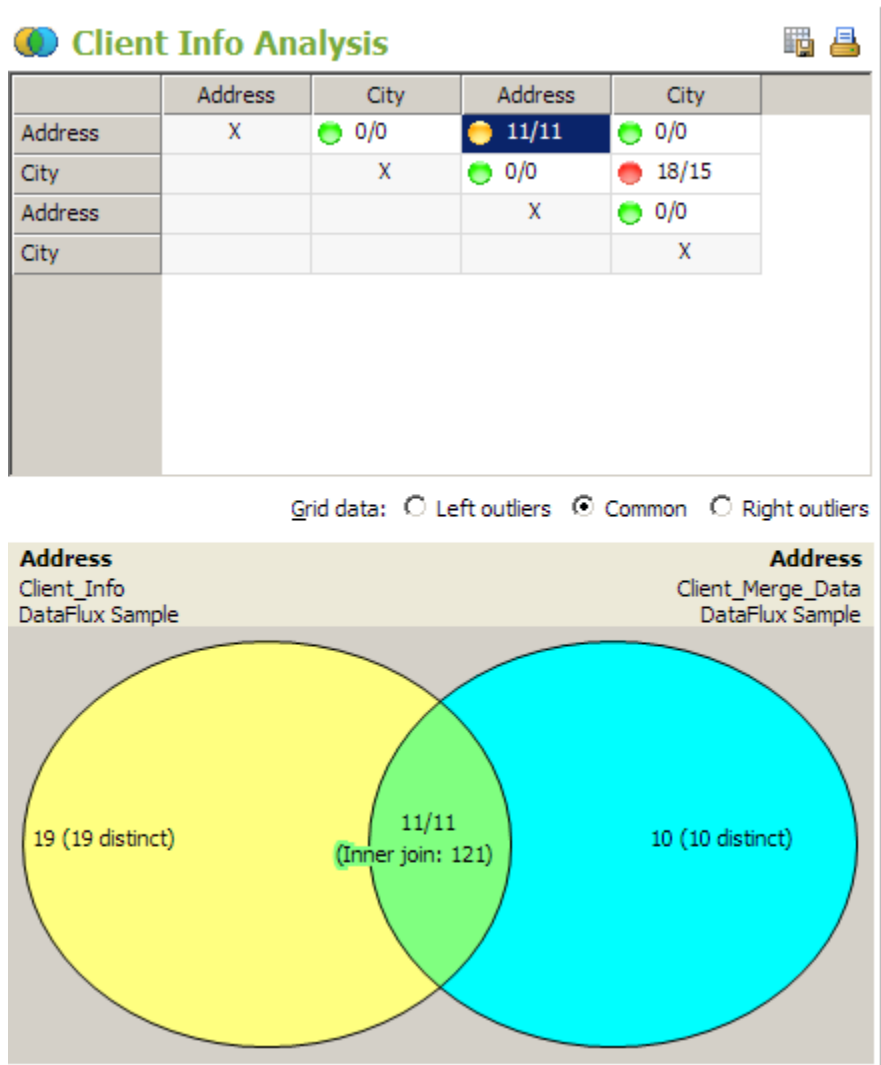 Client Info Analysis
Address City Address City
Address X 0/0 11/11 0/0
City X 0/0 18/15
Address X 0/0
City X
Grid data: Left outliers Common Right outliers
Address Address
Client_Info Client_Merge_Data
DataFlux Sample DataFlux Sample
11/11
19 (19 distinct) 10 (10 distinct)
(Inner join: 121)